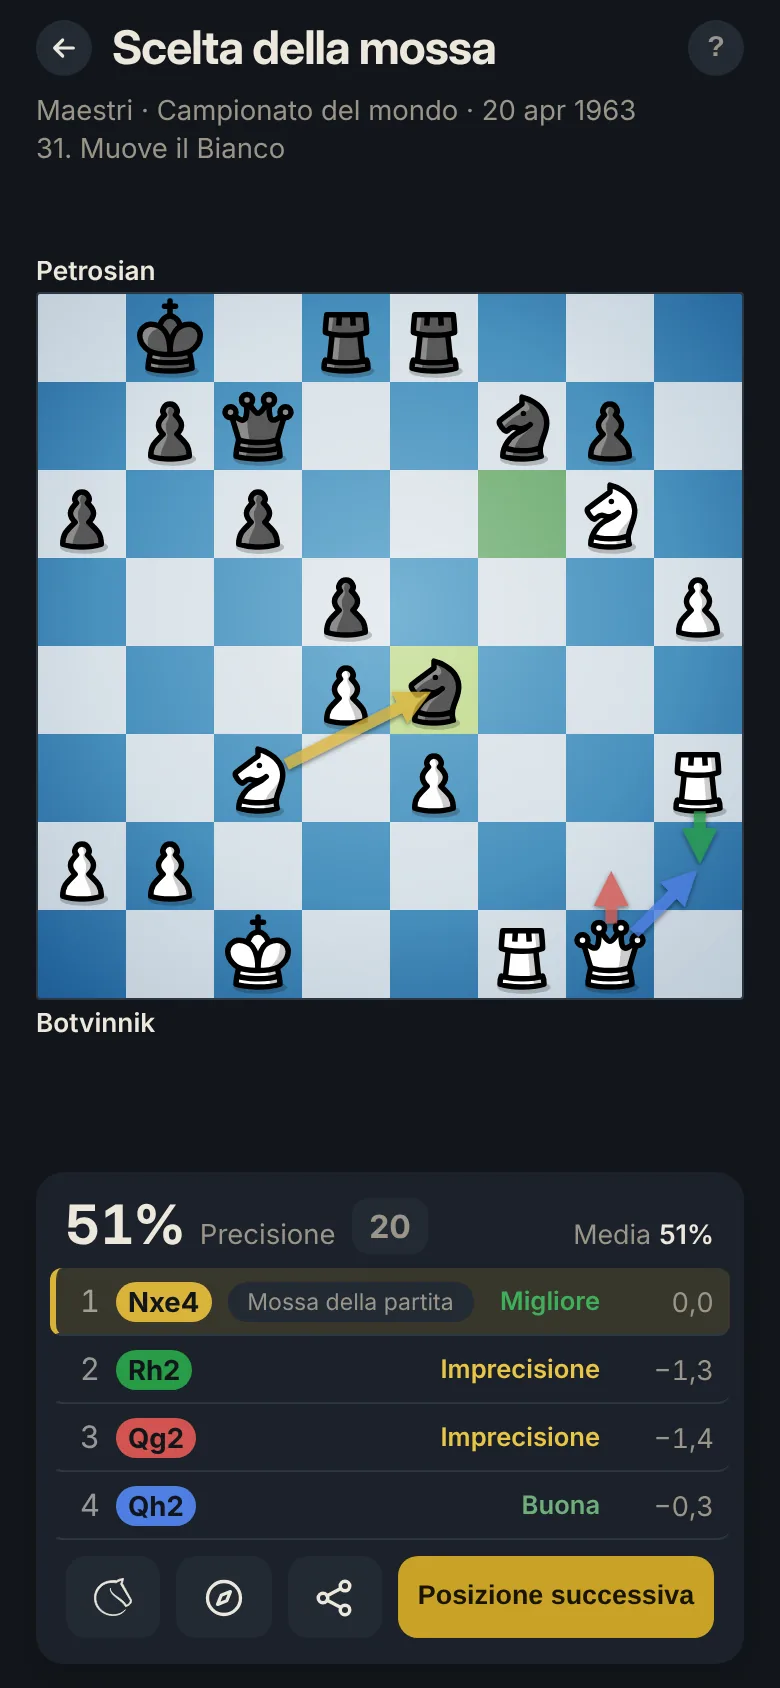 Scelta della mossa
?
Maestri · Campionato del mondo · 20 apr 1963
31. Muove il Bianco
Petrosian
Botvinnik
51% Precisione 20 Media 51%
1 Nxe4 Mossa della partita Migliore 0,0
2 Rh2 Imprecisione −1,3
3 Qg2 Imprecisione −1,4
4 Qh2 Buona −0,3
Posizione successiva